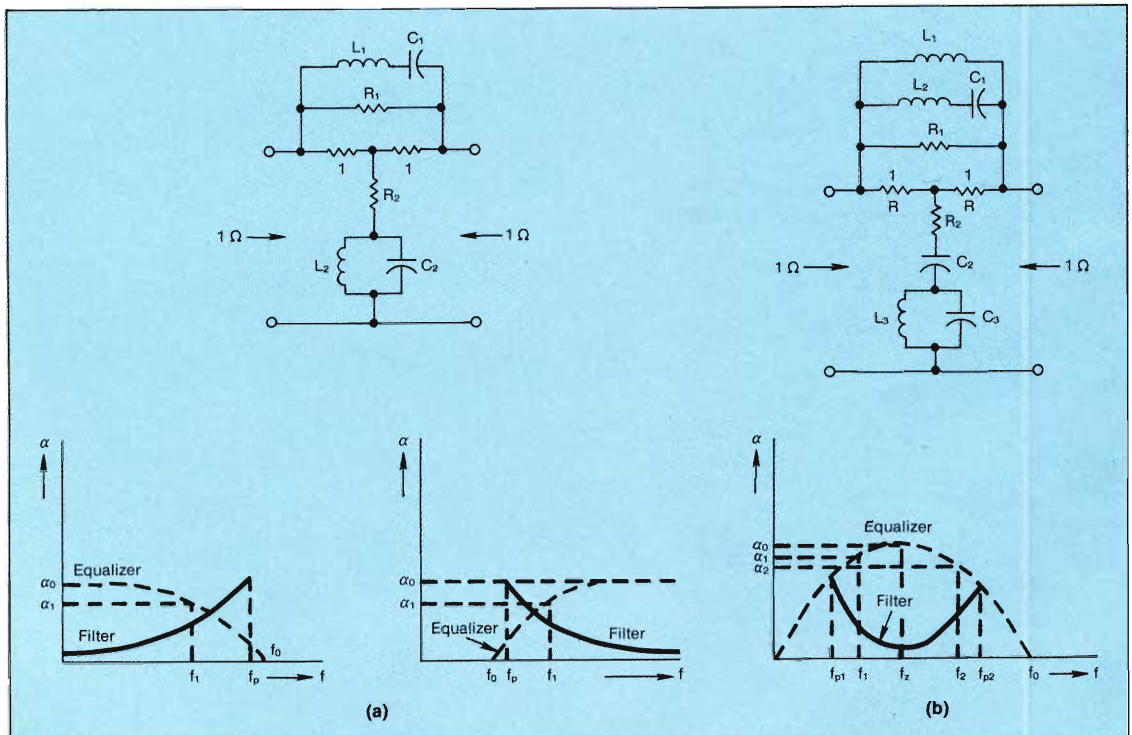 C₁
L₁
R₁
1 1
R₂
1 Ω 1 Ω
L₂ C₂
L₁
L₂ C₁
R₁
1 1
R R
R₂
1 Ω C₂ 1 Ω
L₃ C₃
α
Equalizer
α₀
α₁
Filter
f₀
f₁ fₚ f
α
α₀
α₁
Equalizer
Filter
f₀ fₚ f₁ f
(a)
α
Equalizer
α₀
α₁
α₂
Filter
fₚ₁ f₁ f_z f₂ fₚ₂ f₀ f
(b)